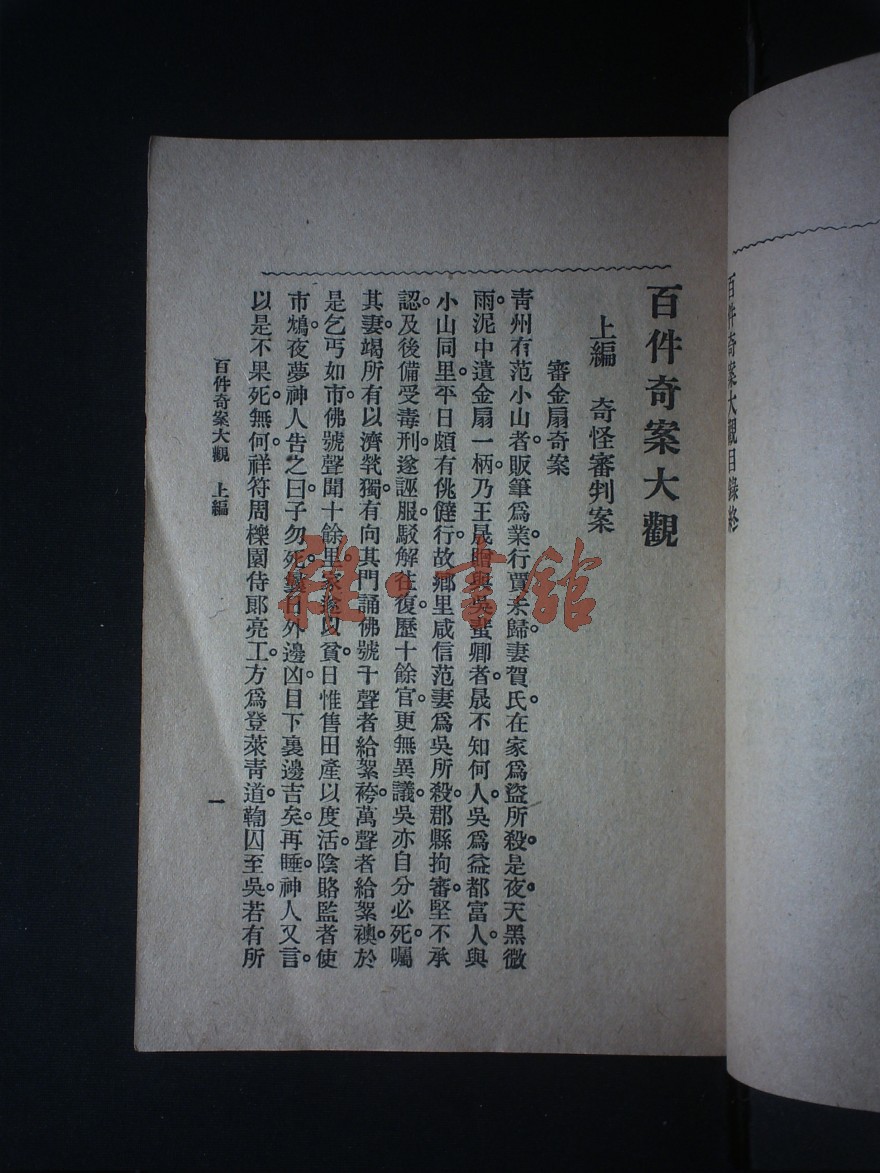 百件奇案大觀目錄終
百件奇案大觀
上編　奇怪審判案
審金扇奇案
青州有范小山者販筆爲業行賈未歸妻賀氏在家爲盜所殺是夜天黑微
雨泥中遺金扇一柄乃王晟贈與吳蜚卿者晟不知何人吳爲益都富人與
小山同里平日頗有佻健行故鄉里咸信范妻爲吳所殺郡縣拘審堅不承
認及後備受毒刑遂誣服駁解往復歷十餘官更無異議吳亦自分必死囑
其妻竭所有以濟煢獨有向其門誦佛號千聲者給絮袴萬聲者給絮襖於
是乞丐如市佛號聲聞十餘里家遂以貧日惟售田產以度活陰賂監者使
市鴆夜夢神人告之曰子勿死曩日外邊凶目下裏邊吉矣再睡神人又言
以是不果死無何祥符周櫟園侍郎亮工方爲登萊青道鞫囚至吳若有所
百件奇案大觀　上編
一
雜·書館